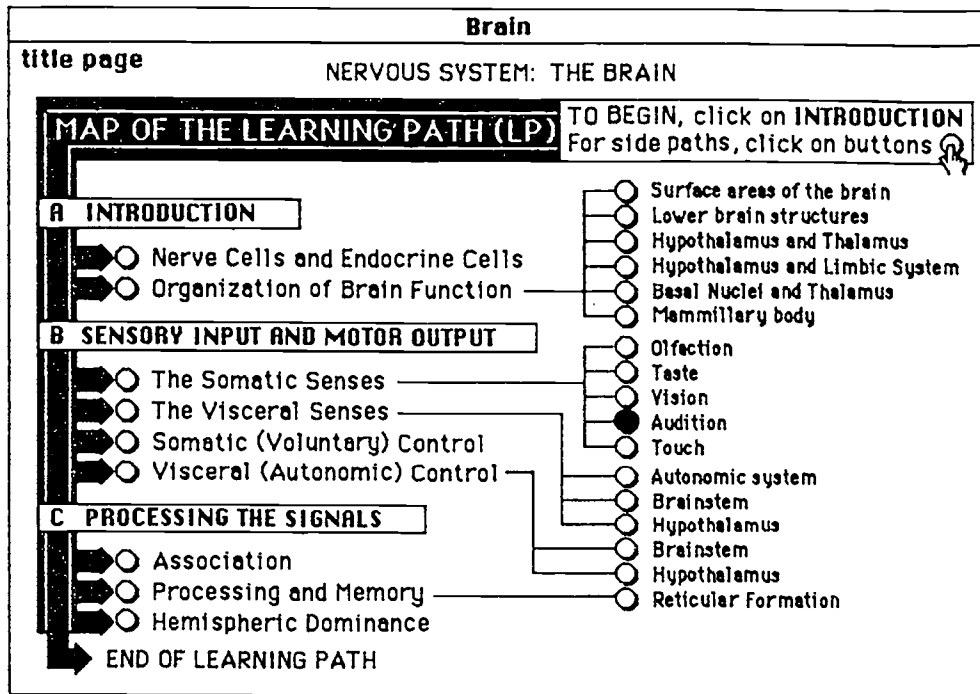 Brain
title page
NERVOUS SYSTEM: THE BRAIN
MAP OF THE LEARNING PATH (LP)
TO BEGIN, click on INTRODUCTION
For side paths, click on buttons
A INTRODUCTION
Nerve Cells and Endocrine Cells
Organization of Brain Function
Surface areas of the brain
Lower brain structures
Hypothalamus and Thalamus
Hypothalamus and Limbic System
Basal Nuclei and Thalamus
Mammillary body
B SENSORY INPUT AND MOTOR OUTPUT
The Somatic Senses
The Visceral Senses
Somatic (Voluntary) Control
Visceral (Autonomic) Control
Olfaction
Taste
Vision
Audition
Touch
Autonomic system
Brainstem
Hypothalamus
Brainstem
Hypothalamus
C PROCESSING THE SIGNALS
Association
Processing and Memory
Reticular Formation
Hemispheric Dominance
END OF LEARNING PATH